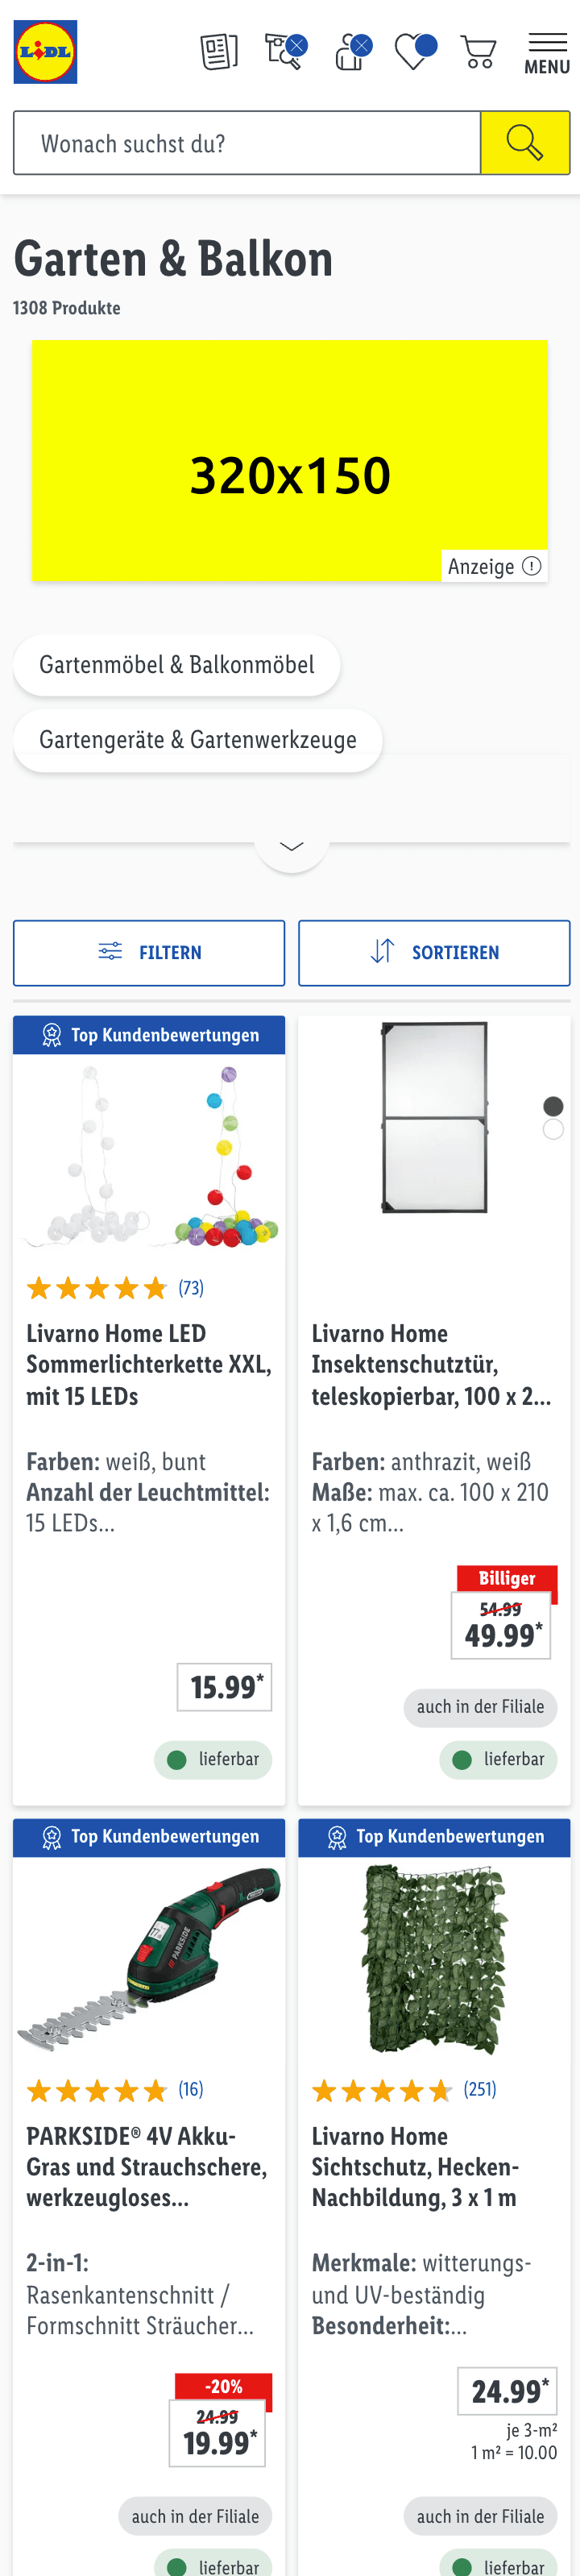 LIDL
MENU
Wonach suchst du?
Garten & Balkon
1308 Produkte
320x150
Anzeige
Gartenmöbel & Balkonmöbel
Gartengeräte & Gartenwerkzeuge
FILTERN
SORTIEREN
Top Kundenbewertungen
(73)
Livarno Home LED
Sommerlichterkette XXL,
mit 15 LEDs
Farben: weiß, bunt
Anzahl der Leuchtmittel:
15 LEDs...
15.99*
lieferbar
Livarno Home
Insektenschutztür,
teleskopierbar, 100 x 2...
Farben: anthrazit, weiß
Maße: max. ca. 100 x 210
x 1,6 cm...
Billiger
54.99
49.99*
auch in der Filiale
lieferbar
Top Kundenbewertungen
PARKSIDE
(16)
PARKSIDE® 4V Akku-
Gras und Strauchschere,
werkzeugloses...
2-in-1:
Rasenkantenschnitt /
Formschnitt Sträucher...
-20%
24.99
19.99*
auch in der Filiale
lieferbar
Top Kundenbewertungen
(251)
Livarno Home
Sichtschutz, Hecken-
Nachbildung, 3 x 1 m
Merkmale: witterungs-
und UV-beständig
Besonderheit:...
24.99*
je 3-m²
1 m² = 10.00
auch in der Filiale
lieferbar